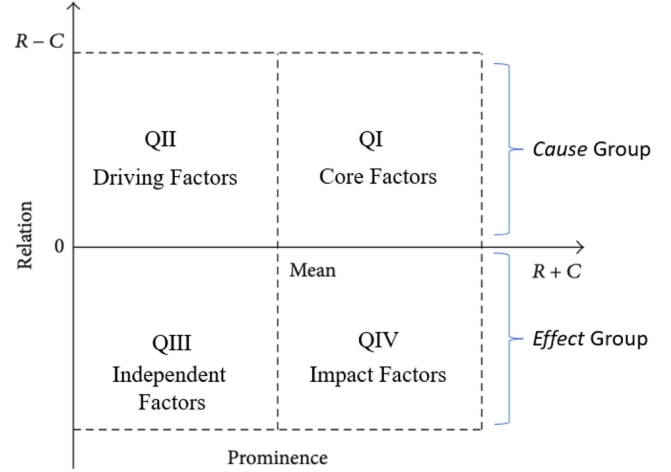 R – C
QII
Driving Factors
QI
Core Factors
Cause Group
Relation
0
Mean
R + C
QIII
Independent
Factors
QIV
Impact Factors
Effect Group
Prominence